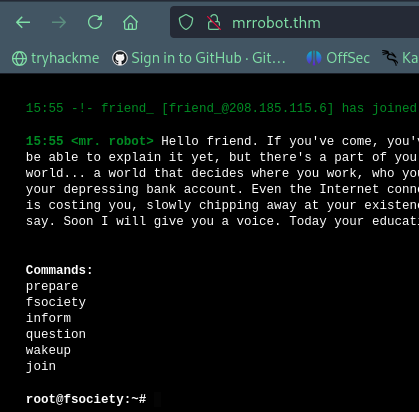 mrrobot.thm
tryhackme Sign in to GitHub · Git… OffSec Ka
15:55 -!- friend_ [friend_@208.185.115.6] has joined
15:55 <mr. robot> Hello friend. If you've come, you'
be able to explain it yet, but there's a part of you
world... a world that decides where you work, who you
your depressing bank account. Even the Internet conne
is costing you, slowly chipping away at your existenc
say. Soon I will give you a voice. Today your educati
Commands:
prepare
fsociety
inform
question
wakeup
join
root@fsociety:~#